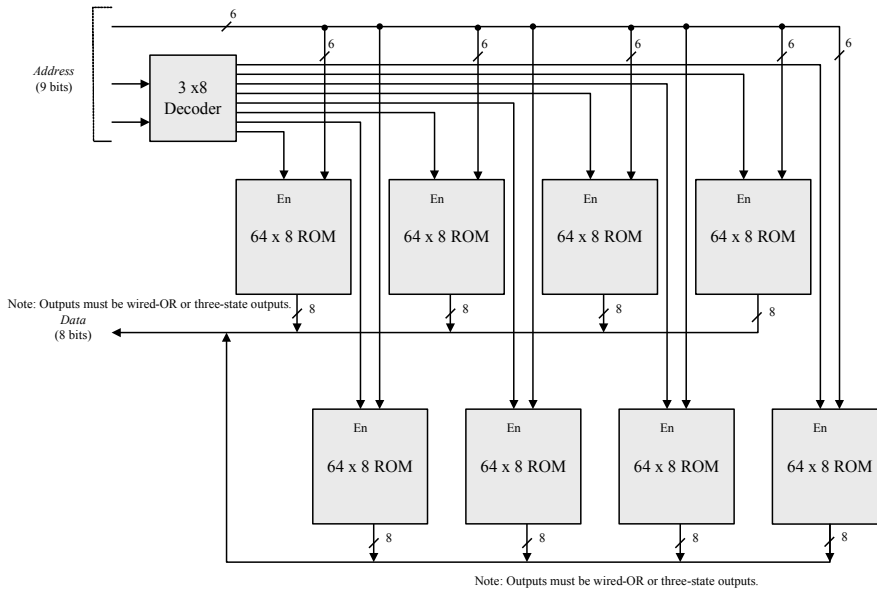 6
6
6
6
6
6
Address
(9 bits)
3 x8
Decoder
En
En
En
En
64 x 8 ROM
64 x 8 ROM
64 x 8 ROM
64 x 8 ROM
Note: Outputs must be wired-OR or three-state outputs.
8
8
8
8
Data
(8 bits)
En
En
En
En
64 x 8 ROM
64 x 8 ROM
64 x 8 ROM
64 x 8 ROM
8
8
8
8
Note: Outputs must be wired-OR or three-state outputs.